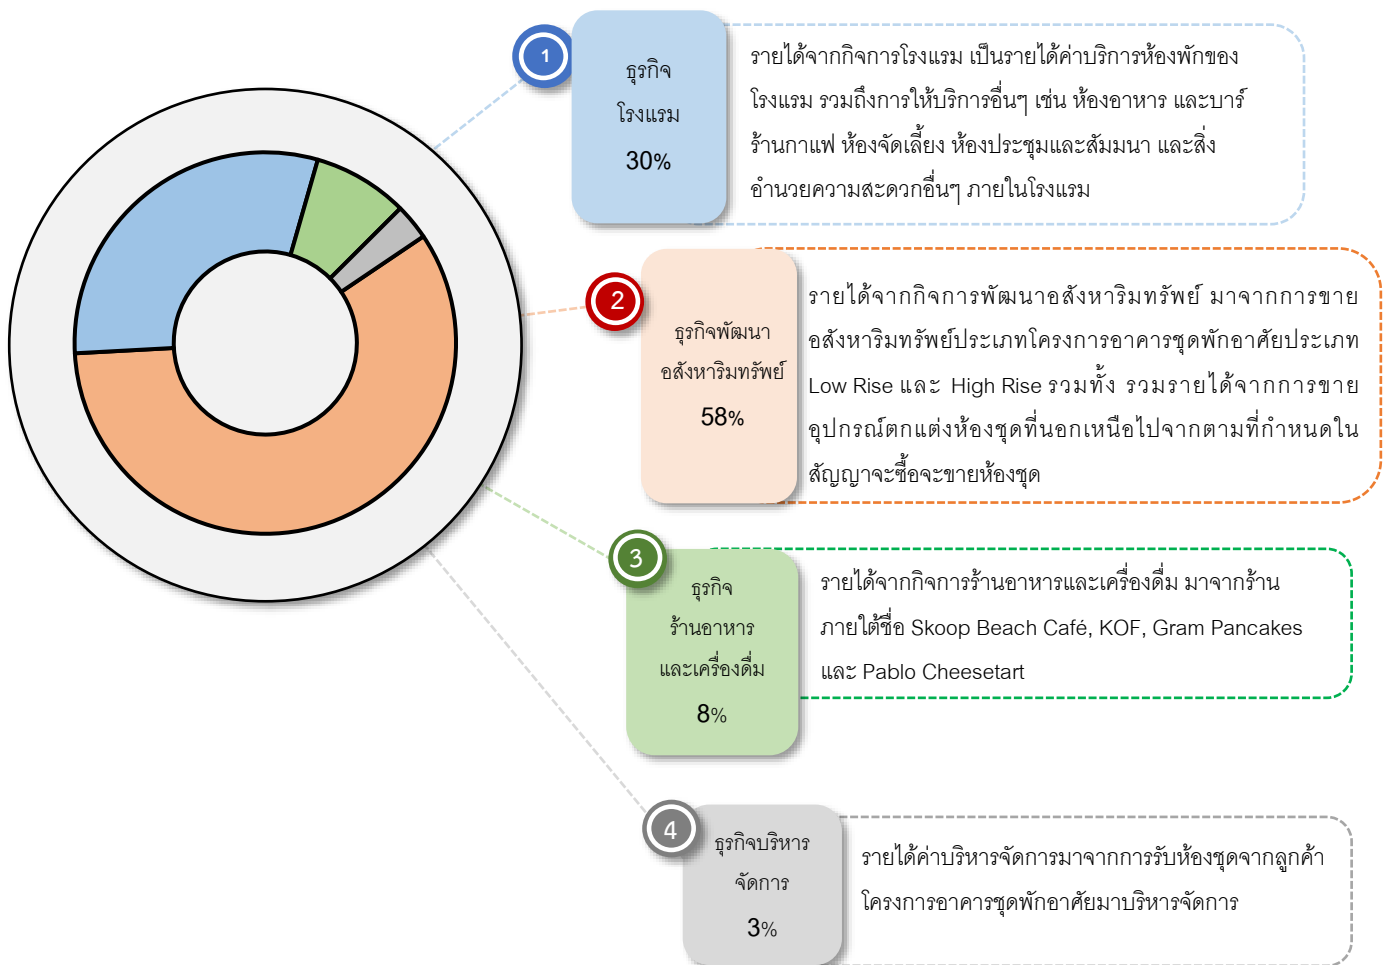 1
ธุรกิจ
โรงแรม
30%
รายได้จากกิจการโรงแรม เป็นรายได้ค่าบริการห้องพักของ
โรงแรม รวมถึงการให้บริการอื่นๆ เช่น ห้องอาหาร และบาร์
ร้านกาแฟ ห้องจัดเลี้ยง ห้องประชุมและสัมมนา และสิ่ง
อำนวยความสะดวกอื่นๆ ภายในโรงแรม
2
ธุรกิจพัฒนา
อสังหาริมทรัพย์
58%
รายได้จากกิจการพัฒนาอสังหาริมทรัพย์ มาจากการขาย
อสังหาริมทรัพย์ประเภทโครงการอาคารชุดพักอาศัยประเภท
Low Rise และ High Rise รวมทั้ง รวมรายได้จากการขาย
อุปกรณ์ตกแต่งห้องชุดที่นอกเหนือไปจากตามที่กำหนดใน
สัญญาจะซื้อจะขายห้องชุด
3
ธุรกิจ
ร้านอาหาร
และเครื่องดื่ม
8%
รายได้จากกิจการร้านอาหารและเครื่องดื่ม มาจากร้าน
ภายใต้ชื่อ Skoop Beach Café, KOF, Gram Pancakes
และ Pablo Cheesetart
4
ธุรกิจบริหาร
จัดการ
3%
รายได้ค่าบริหารจัดการมาจากการรับห้องชุดจากลูกค้า
โครงการอาคารชุดพักอาศัยมาบริหารจัดการ